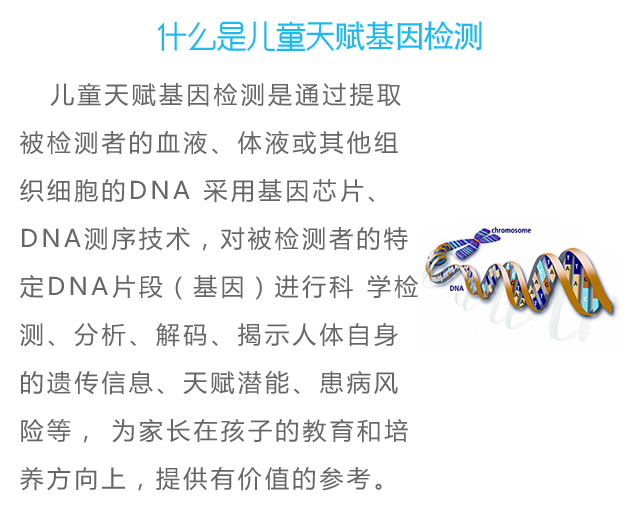 什么是儿童天赋基因检测
儿童天赋基因检测是通过提取
被检测者的血液、体液或其他组
织细胞的DNA 采用基因芯片、
DNA测序技术，对被检测者的特
定DNA片段（基因）进行科 学检
测、分析、解码、揭示人体自身
的遗传信息、天赋潜能、患病风
险等， 为家长在孩子的教育和培
养方向上，提供有价值的参考。
chromosome
DNA